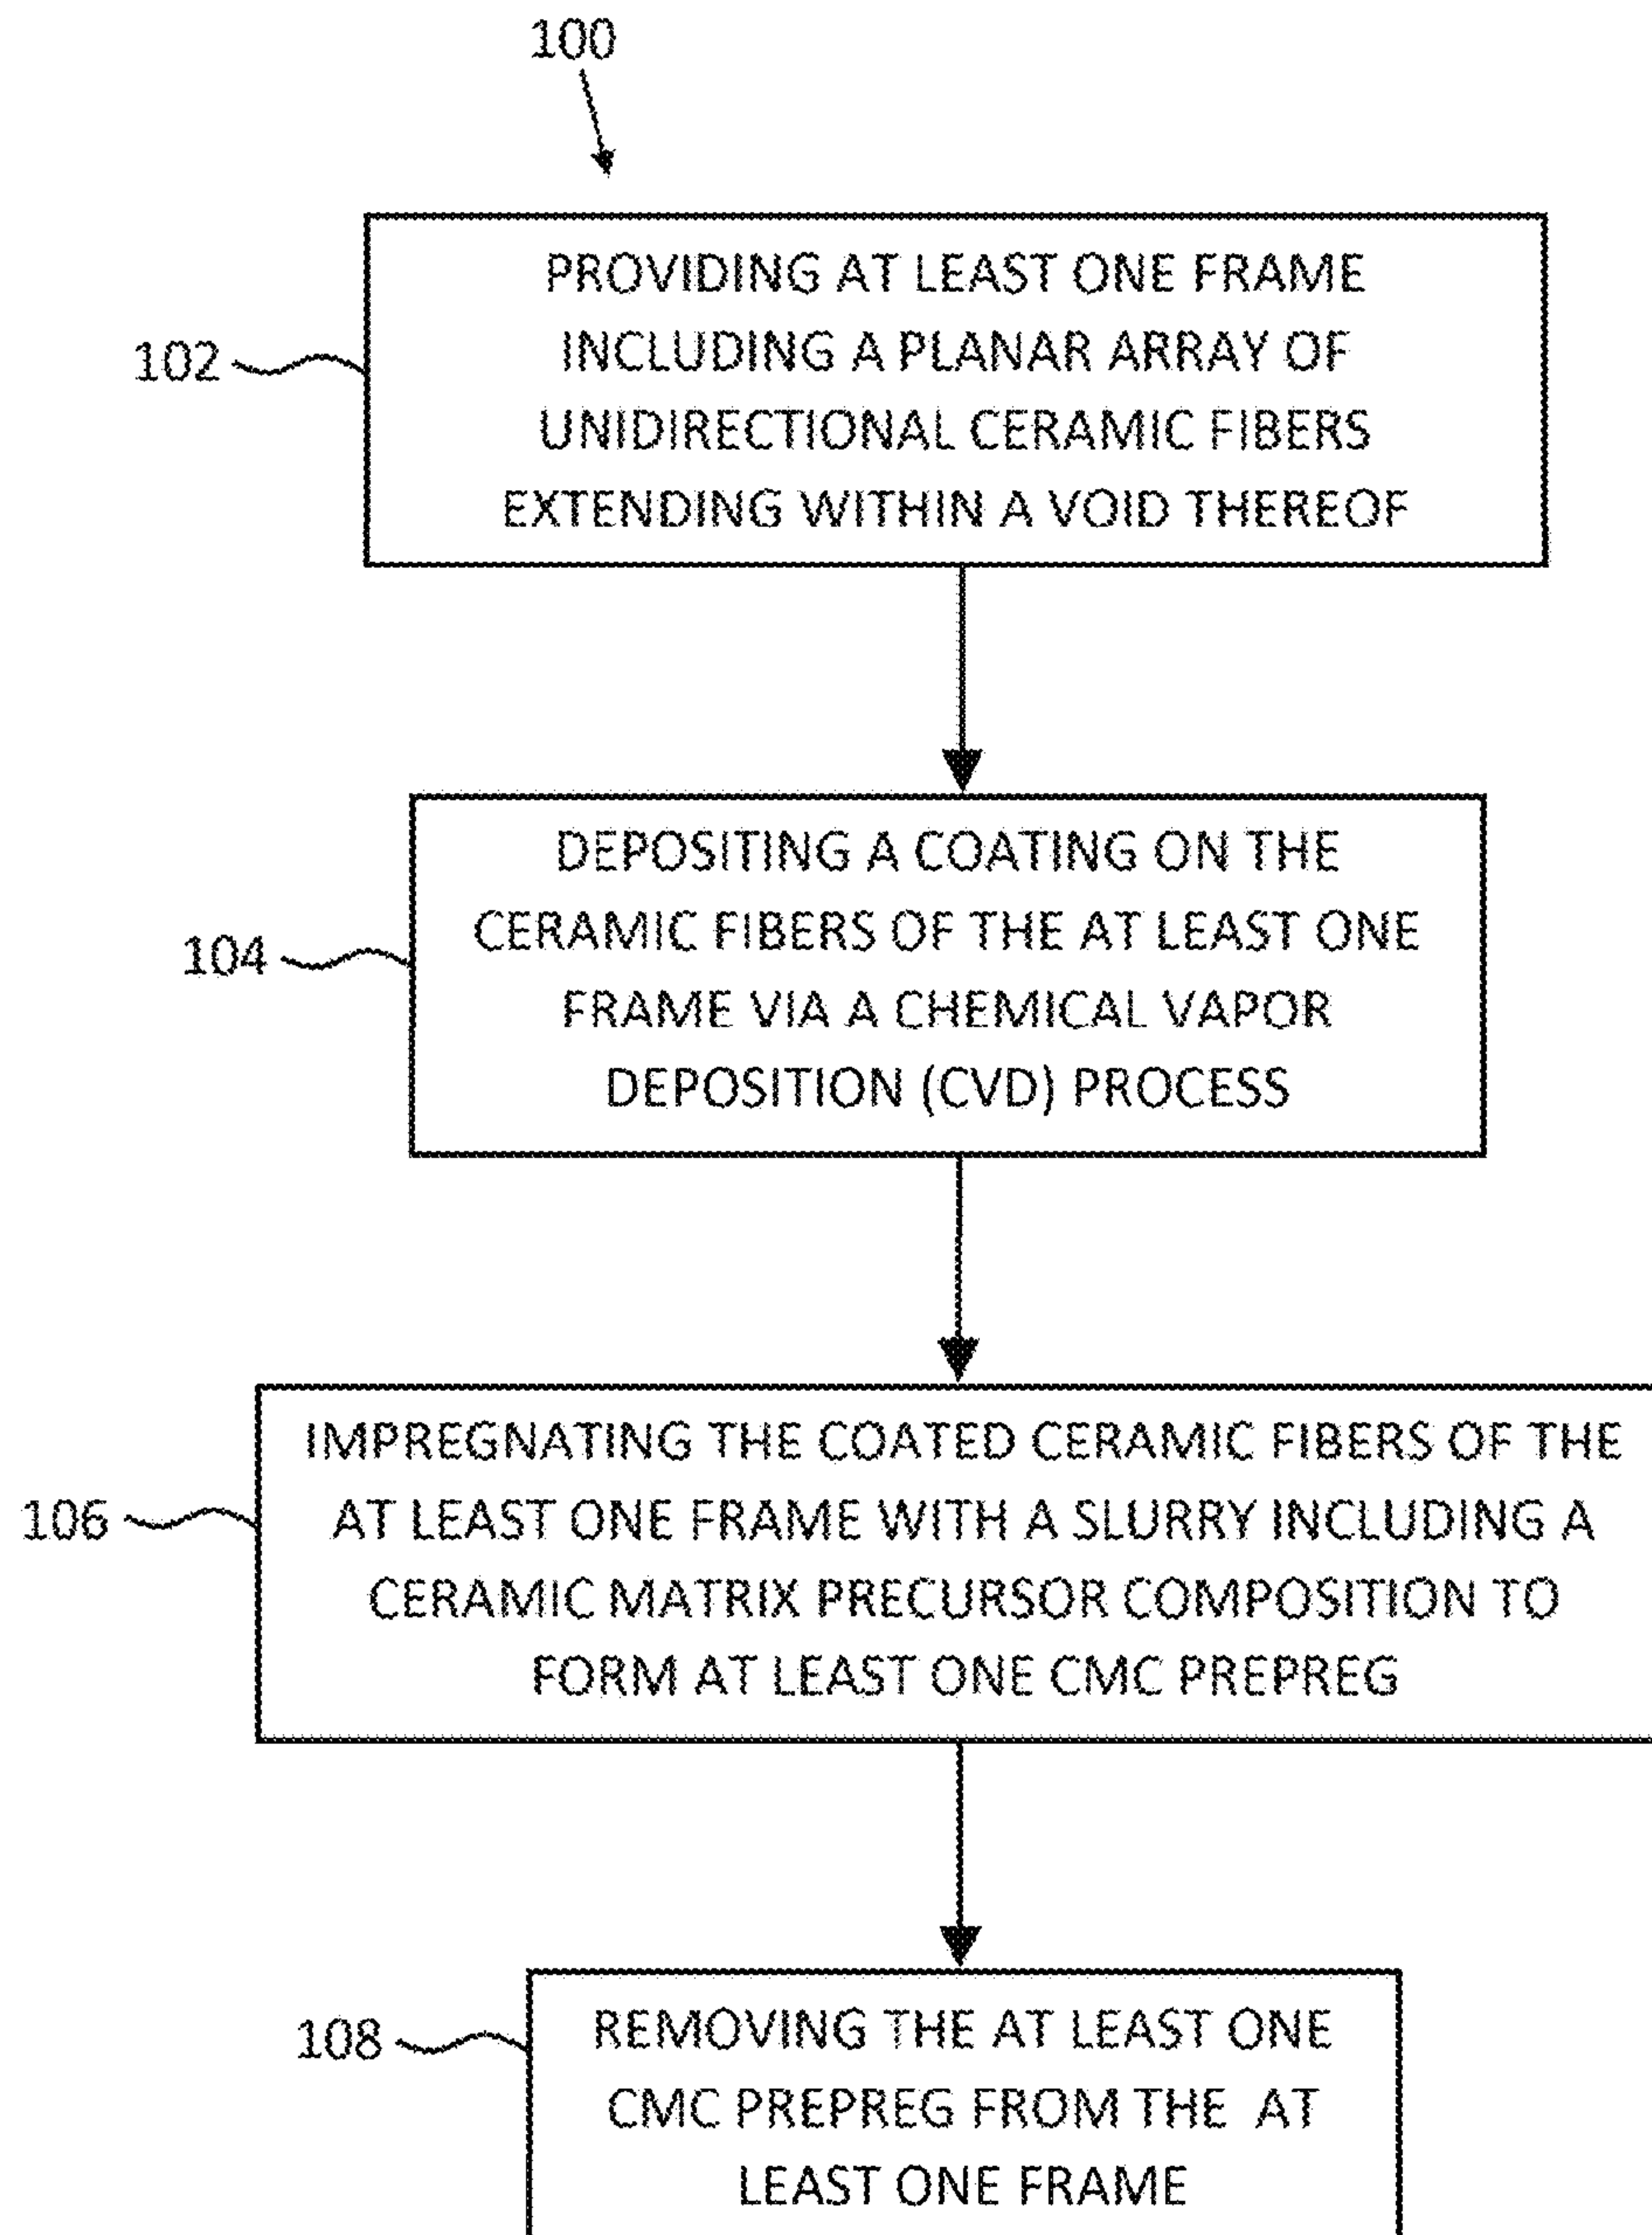 100
102
PROVIDING AT LEAST ONE FRAME
INCLUDING A PLANAR ARRAY OF
UNIDIRECTIONAL CERAMIC FIBERS
EXTENDING WITHIN A VOID THEREOF
104
DEPOSITING A COATING ON THE
CERAMIC FIBERS OF THE AT LEAST ONE
FRAME VIA A CHEMICAL VAPOR
DEPOSITION (CVD) PROCESS
106
IMPREGNATING THE COATED CERAMIC FIBERS OF THE
AT LEAST ONE FRAME WITH A SLURRY INCLUDING A
CERAMIC MATRIX PRECURSOR COMPOSITION TO
FORM AT LEAST ONE CMC PREPREG
108
REMOVING THE AT LEAST ONE
CMC PREPREG FROM THE AT
LEAST ONE FRAME